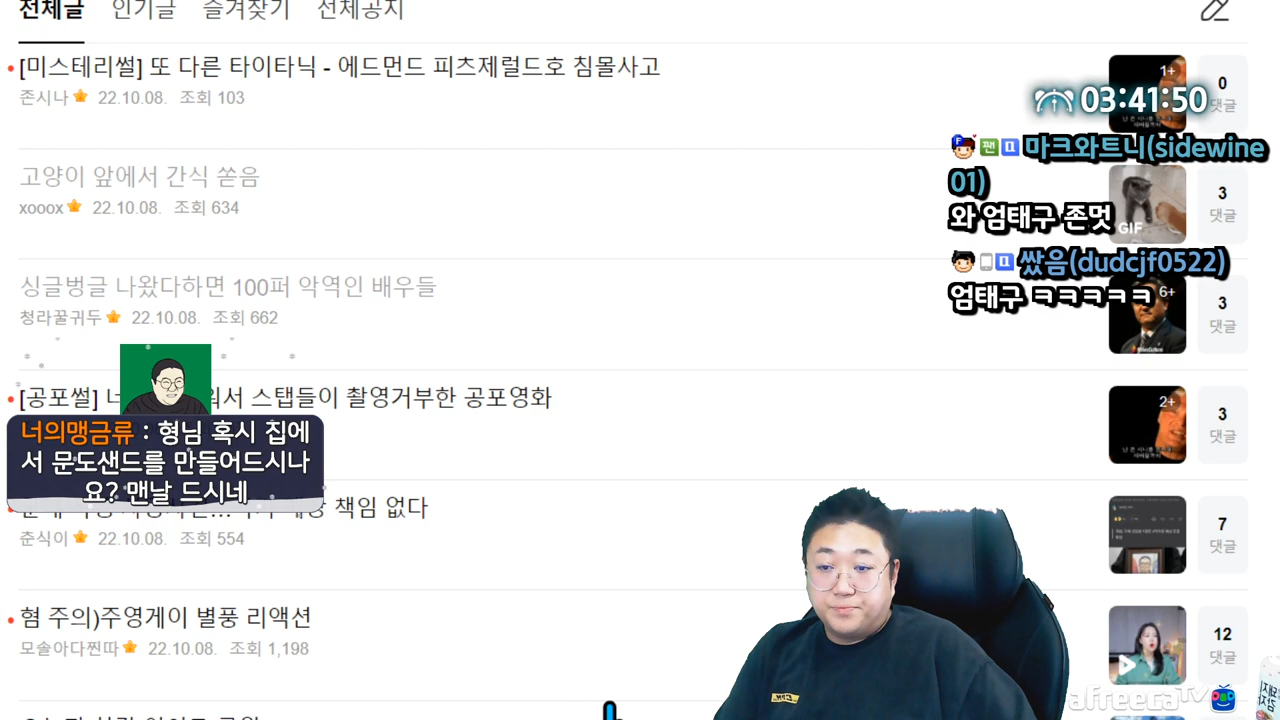 전체글 인기글 즐겨찾기 전체공지
[미스테리썰] 또 다른 타이타닉 - 에드먼드 피츠제럴드호 침몰사고
존시나 22.10.08. 조회 103
1+
0
댓글
03:41:50
마크와트니(sidewine
01)
와 엄태구 존멋
고양이 앞에서 간식 쏟음
xooox 22.10.08. 조회 634
GIF
3
댓글
쌌음(dudcjf0522)
엄태구 ㅋㅋㅋㅋㅋ
싱글벙글 나왔다하면 100퍼 악역인 배우들
청라꿀귀두 22.10.08. 조회 662
6+
3
댓글
[공포썰] 워서 스탭들이 촬영거부한 공포영화
2+
3
댓글
너의맹금류 : 형님 혹시 집에
서 문도샌드를 만들어드시나
요? 맨날 드시네
책임 없다
춘식이 22.10.08. 조회 554
7
댓글
혐 주의)주영게이 별풍 리액션
모솔아다찐따 22.10.08. 조회 1,198
12
댓글
afreecaTV